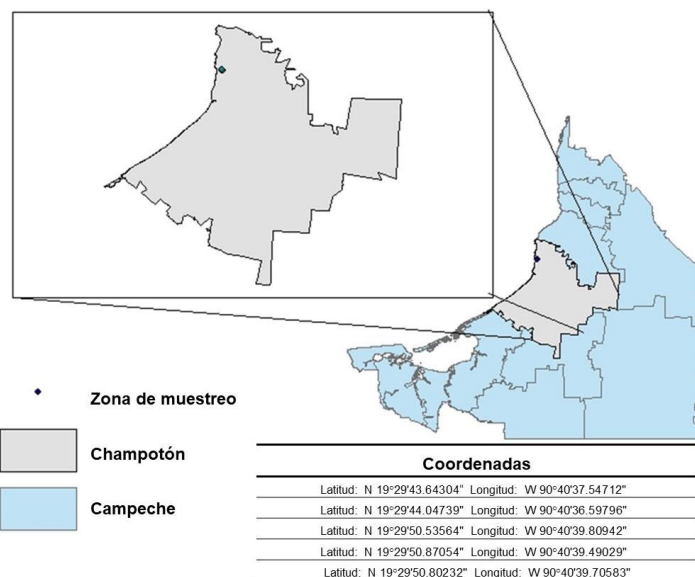 Zona de muestreo
Champotón
Campeche
Coordenadas
Latitud: N 19°29'43.64304" Longitud: W 90°40'37.54712"
Latitud: N 19°29'44.04739" Longitud: W 90°40'36.59796"
Latitud: N 19°29'50.53564" Longitud: W 90°40'39.80942"
Latitud: N 19°29'50.87054" Longitud: W 90°40'39.49029"
Latitud: N 19°29'50.80232" Longitud: W 90°40'39.70583"